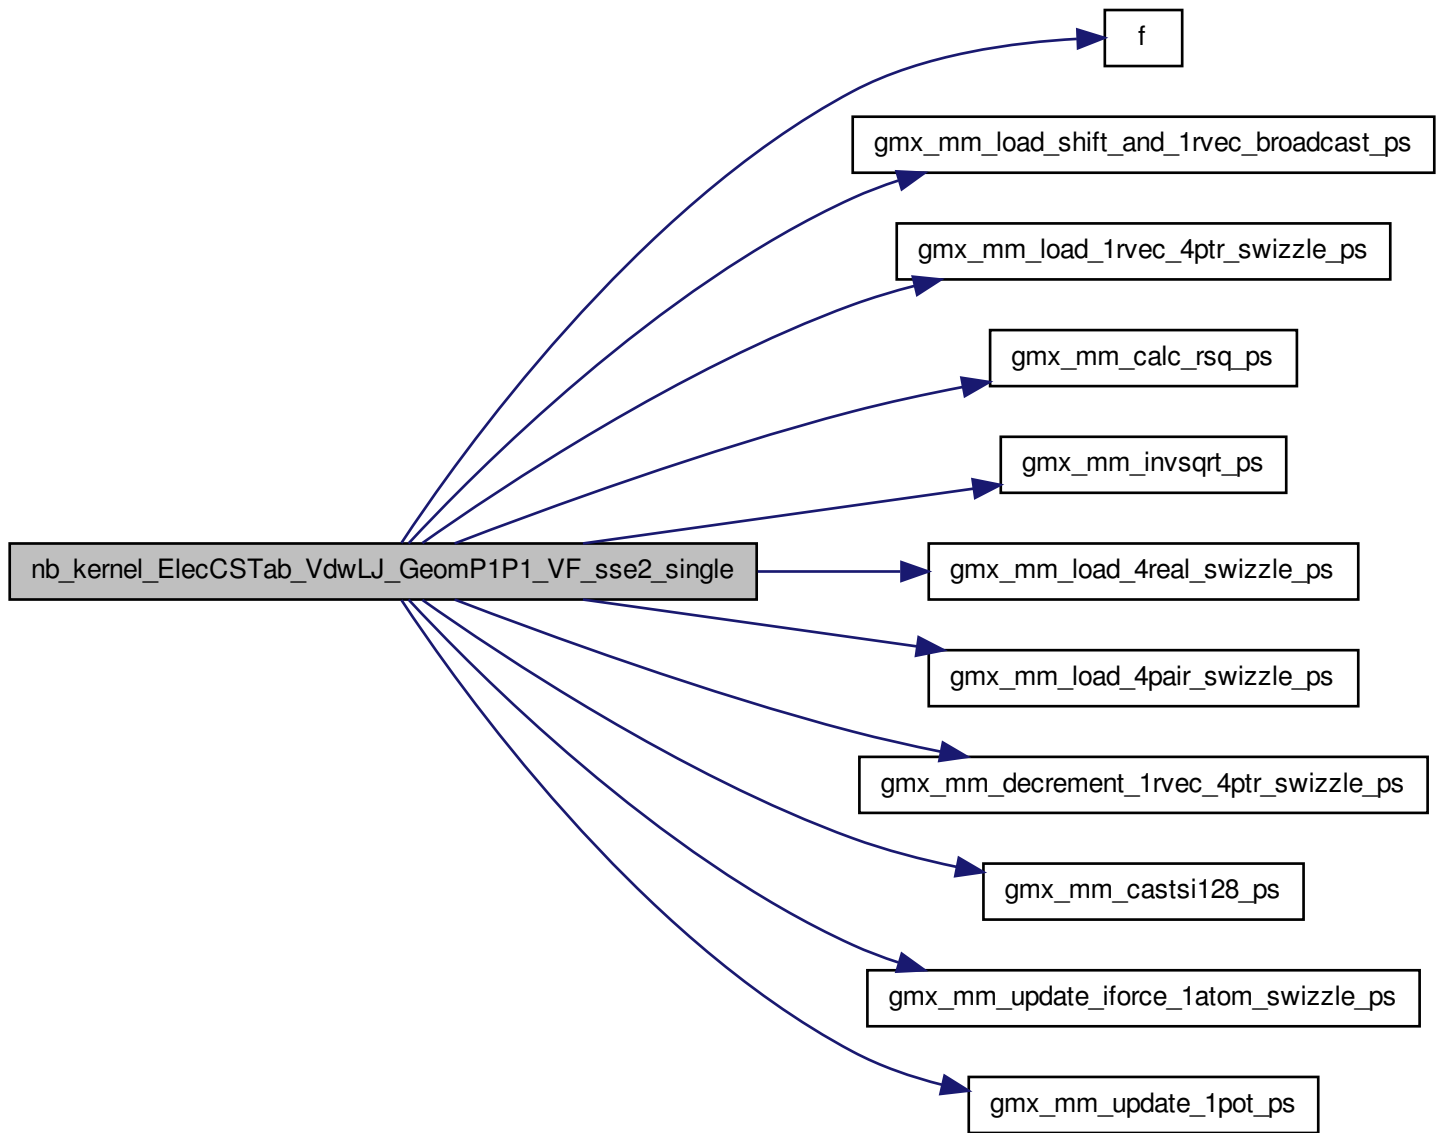 f
gmx_mm_load_shift_and_1rvec_broadcast_ps
gmx_mm_load_1rvec_4ptr_swizzle_ps
gmx_mm_calc_rsq_ps
gmx_mm_invsqrt_ps
nb_kernel_ElecCSTab_VdwLJ_GeomP1P1_VF_sse2_single
gmx_mm_load_4real_swizzle_ps
gmx_mm_load_4pair_swizzle_ps
gmx_mm_decrement_1rvec_4ptr_swizzle_ps
gmx_mm_castsi128_ps
gmx_mm_update_iforce_1atom_swizzle_ps
gmx_mm_update_1pot_ps